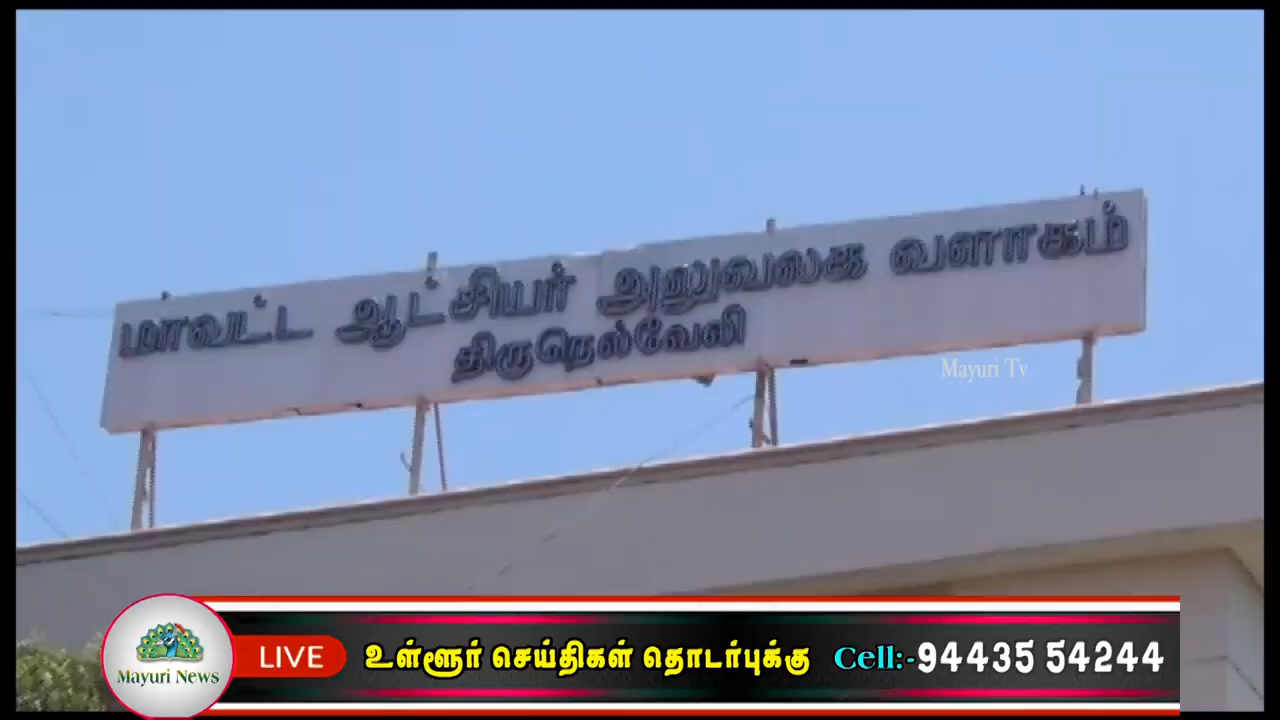 மாவட்ட ஆட்சியர் அலுவலக வளாகம்
திருநெல்வேலி
Mayuri Tv
Mayuri News
LIVE
உள்ளூர் செய்திகள் தொடர்புக்கு Cell:-94435 54244